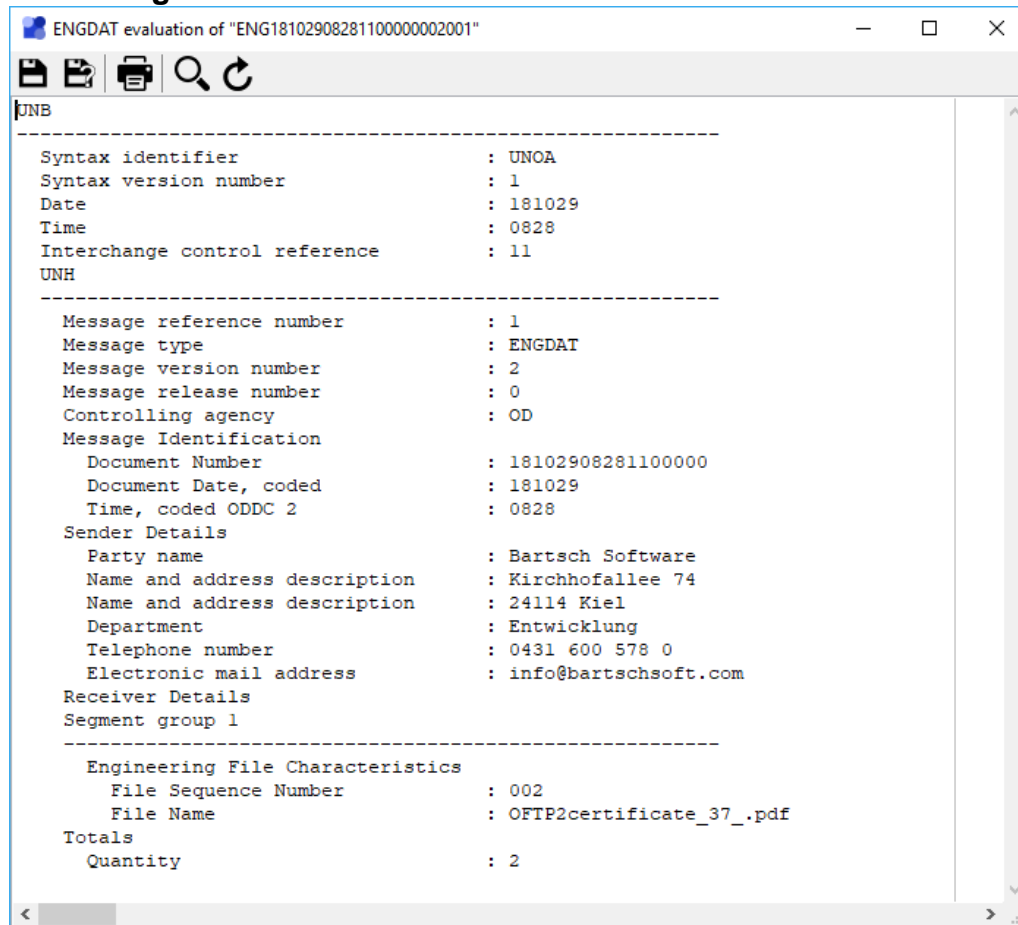 ENGDAT evaluation of "ENG18102908281100000002001"
UNB
------------------------------------------------------------
Syntax identifier : UNOA
Syntax version number : 1
Date : 181029
Time : 0828
Interchange control reference : 11
UNH
----------------------------------------------------------
Message reference number : 1
Message type : ENGDAT
Message version number : 2
Message release number : 0
Controlling agency : OD
Message Identification
Document Number : 18102908281100000
Document Date, coded : 181029
Time, coded ODDC 2 : 0828
Sender Details
Party name : Bartsch Software
Name and address description : Kirchhofallee 74
Name and address description : 24114 Kiel
Department : Entwicklung
Telephone number : 0431 600 578 0
Electronic mail address : info@bartschsoft.com
Receiver Details
Segment group 1
--------------------------------------------------------
Engineering File Characteristics
File Sequence Number : 002
File Name : OFTP2certificate_37_.pdf
Totals
Quantity : 2